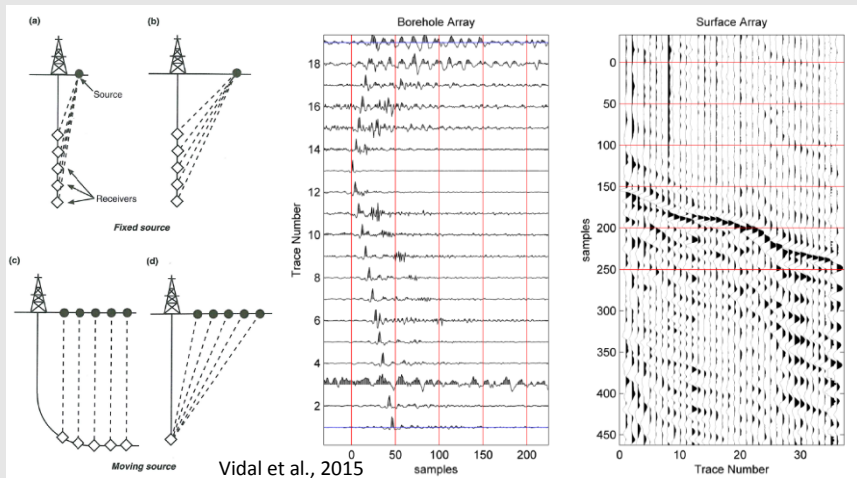 (a)
(b)
Source
Receivers
Fixed source
(c)
(d)
Moving source
Vidal et al., 2015
Borehole Array
Trace Number
18
16
14
12
10
8
6
4
2
0 50 100 150 200
samples
Surface Array
samples
0
50
100
150
200
250
300
350
400
450
0 10 20 30
Trace Number